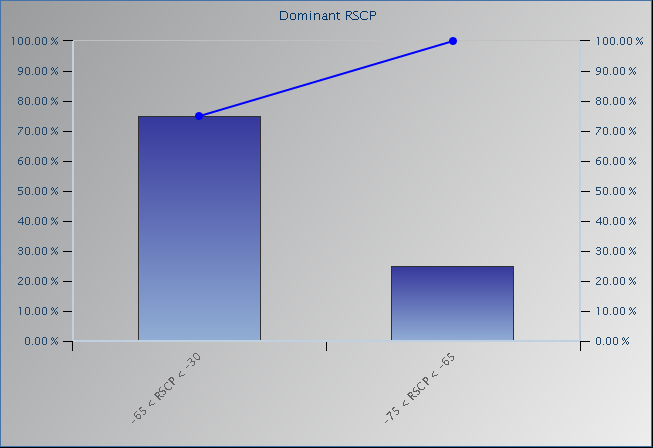 Dominant RSCP
100.00 % 100.00 %
90.00 % 90.00 %
80.00 % 80.00 %
70.00 % 70.00 %
60.00 % 60.00 %
50.00 % 50.00 %
40.00 % 40.00 %
30.00 % 30.00 %
20.00 % 20.00 %
10.00 % 10.00 %
0.00 % 0.00 %
-65 < RSCP < -30
-75 < RSCP < -65